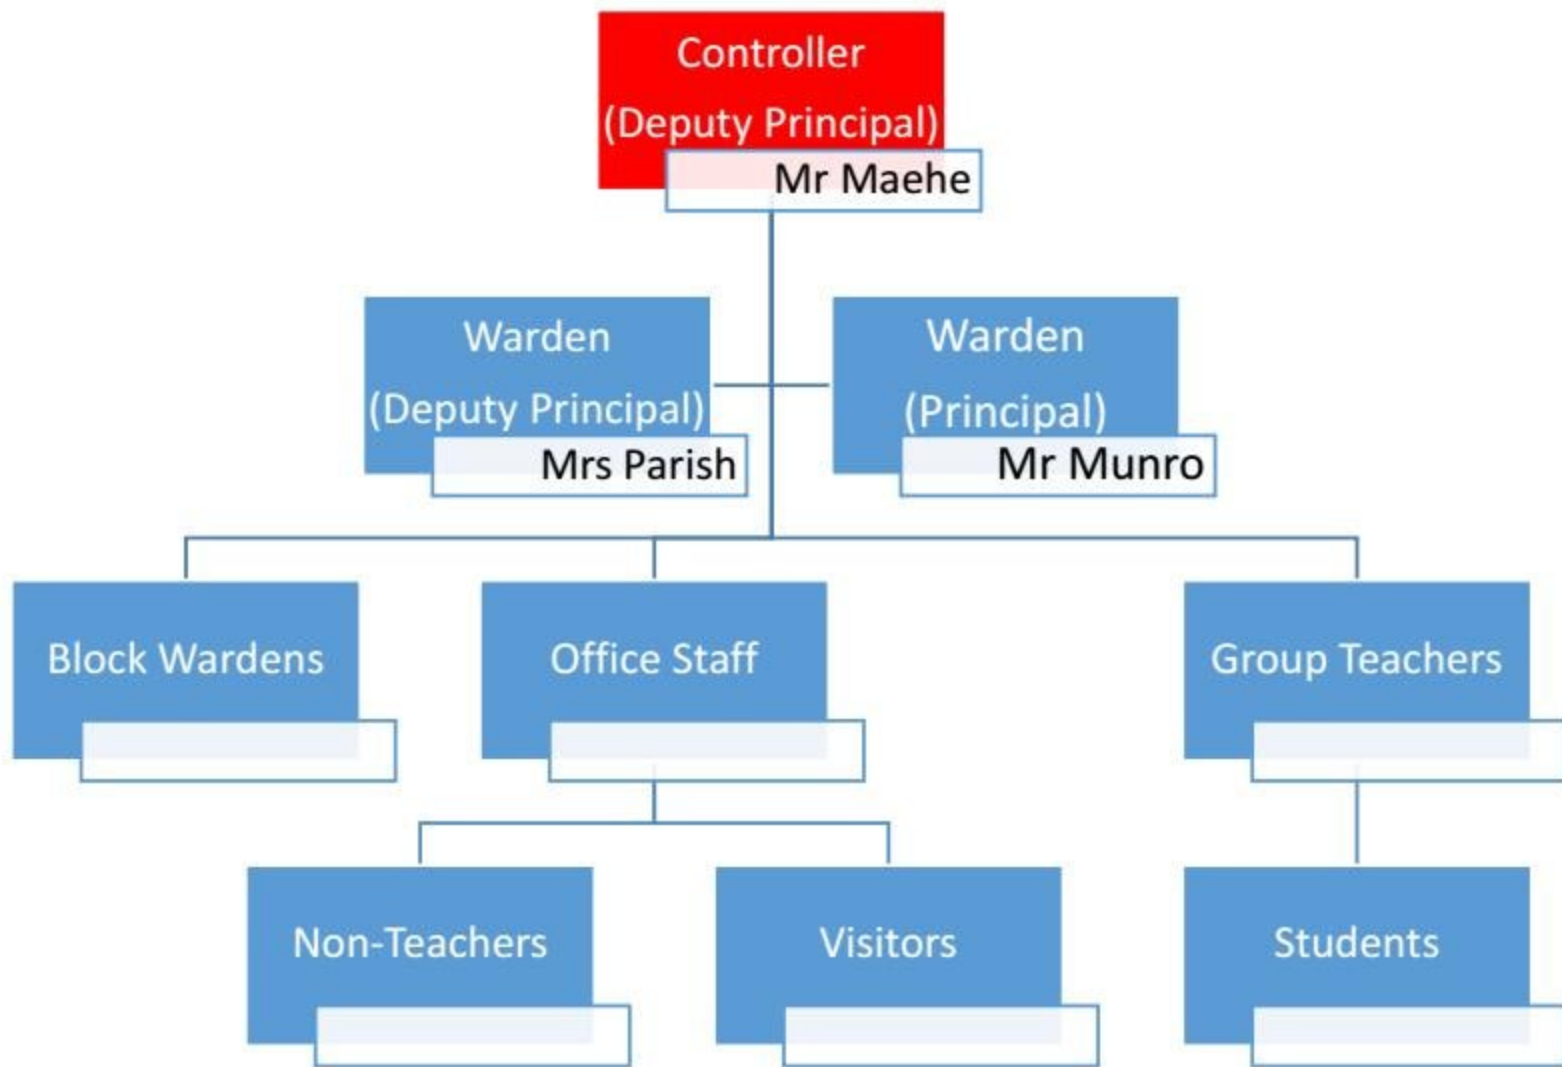 Controller
(Deputy Principal)
Mr Maehe
Warden
(Deputy Principal)
Mrs Parish
Warden
(Principal)
Mr Munro
Block Wardens
Office Staff
Group Teachers
Non-Teachers
Visitors
Students